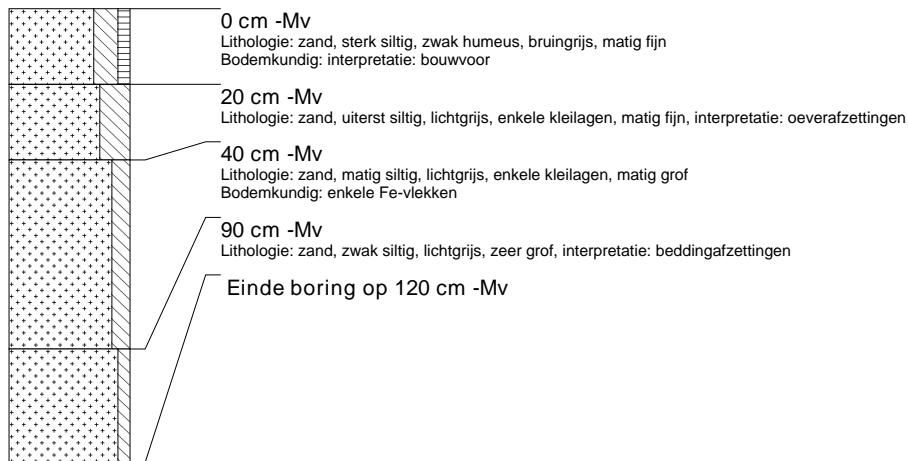 0 cm -Mv
Lithologie: zand, sterk siltig, zwak humeus, bruingrijs, matig fijn
Bodemkundig: interpretatie: bouwvoor
20 cm -Mv
Lithologie: zand, uiterst siltig, lichtgrijs, enkele kleilagen, matig fijn, interpretatie: oeverafzettingen
40 cm -Mv
Lithologie: zand, matig siltig, lichtgrijs, enkele kleilagen, matig grof
Bodemkundig: enkele Fe-vlekken
90 cm -Mv
Lithologie: zand, zwak siltig, lichtgrijs, zeer grof, interpretatie: beddingafzettingen
Einde boring op 120 cm -Mv